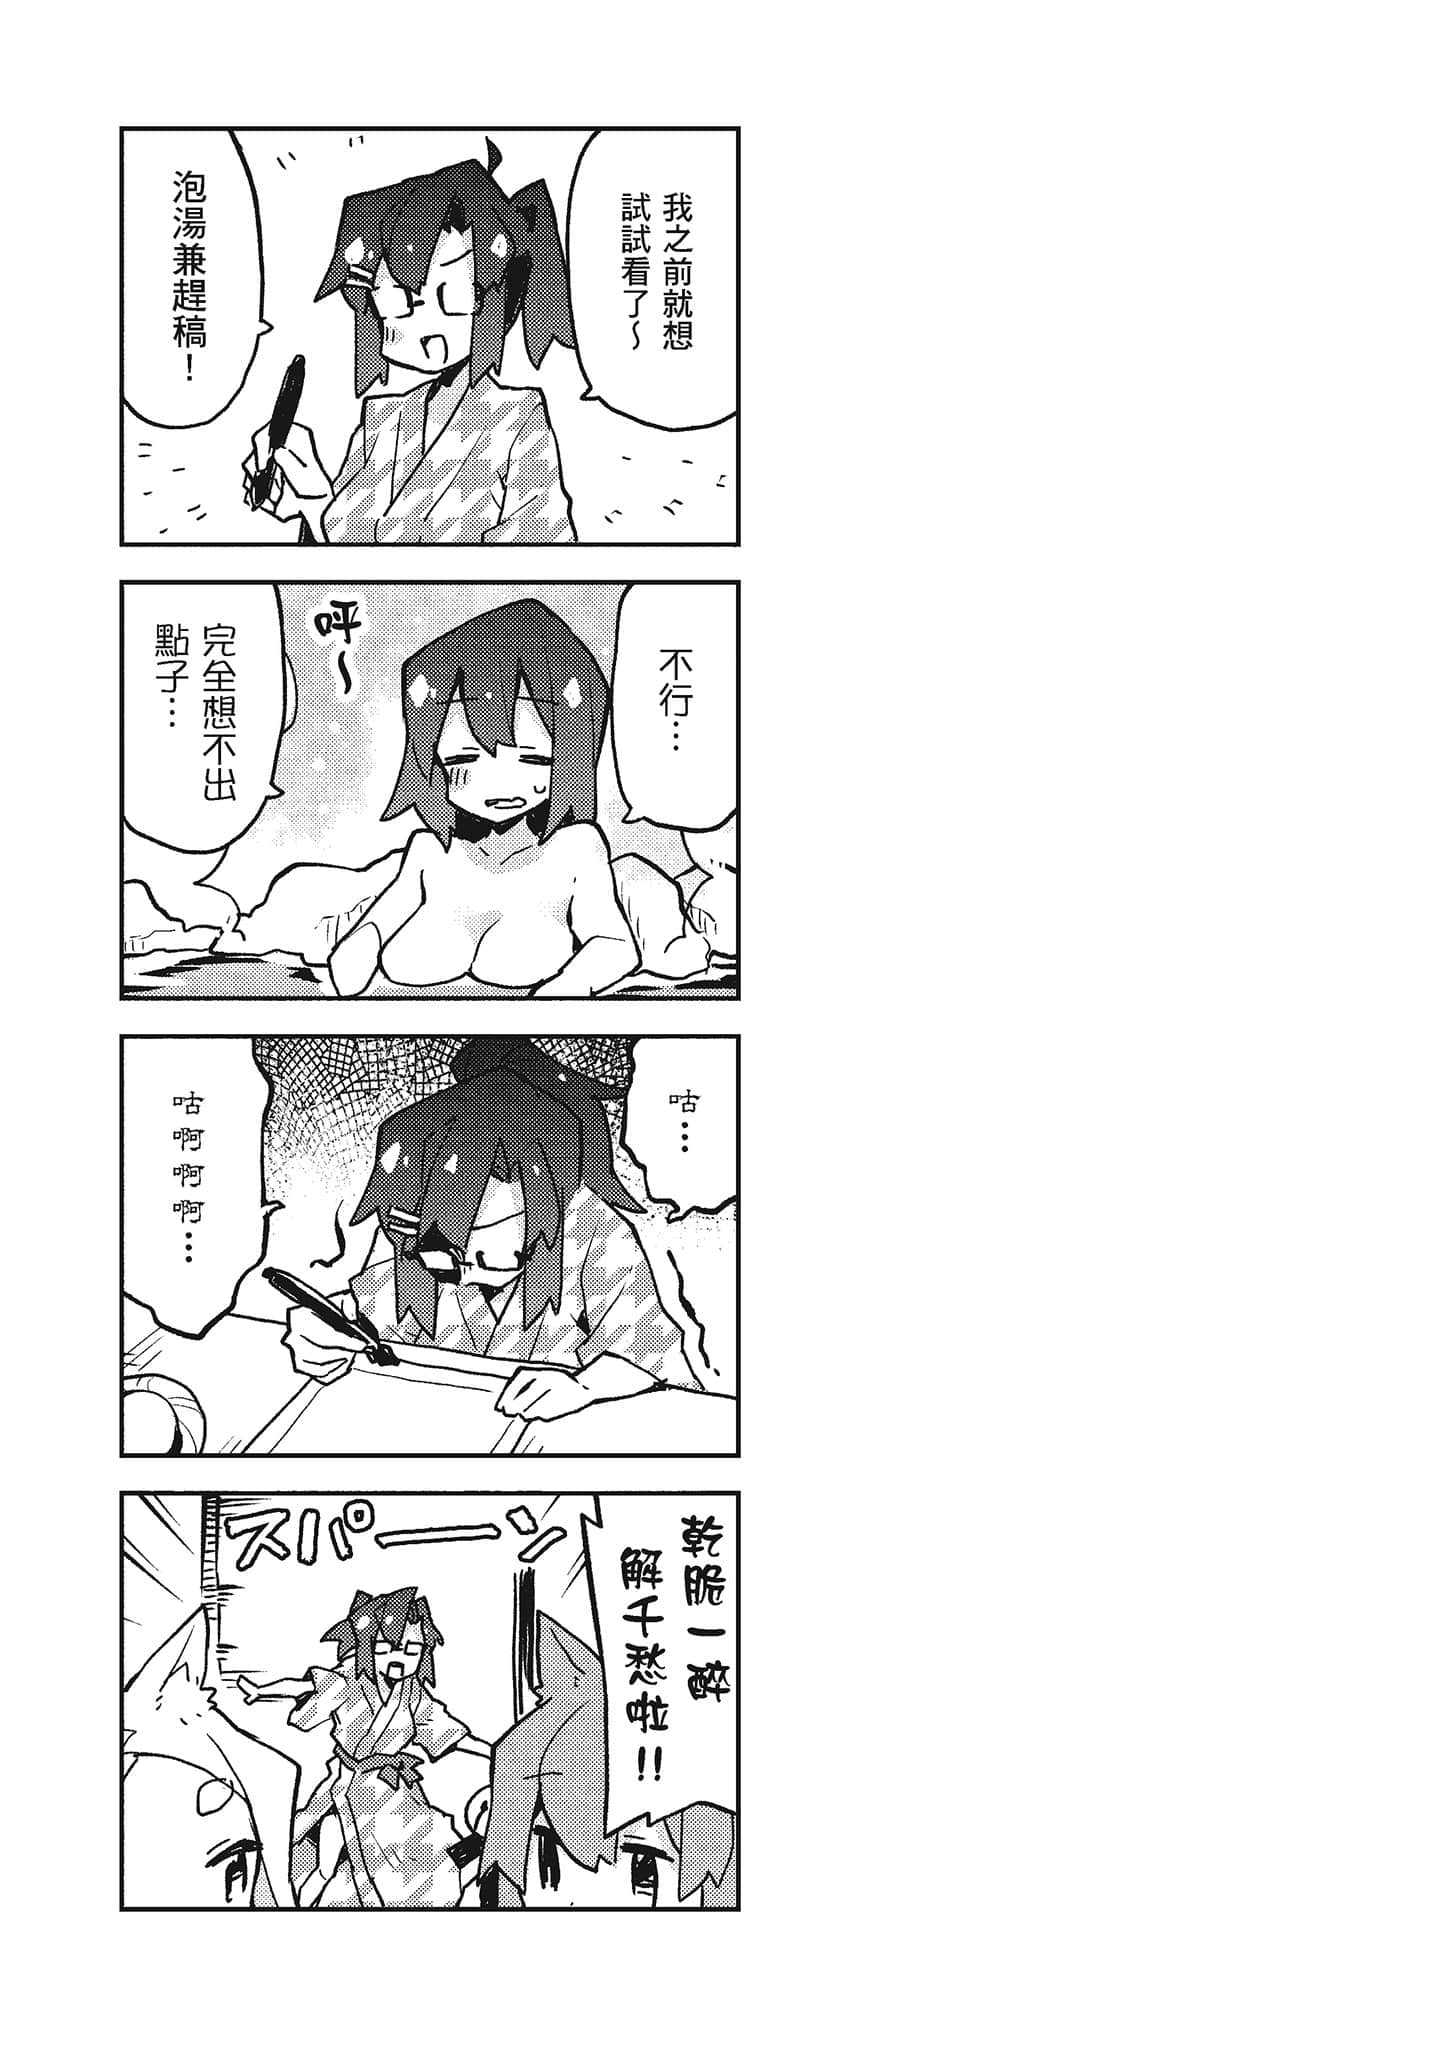 我之前就想
試試看了～
泡湯兼趕稿！
不行…
呼～
完全想不出
點子…
咕…
咕啊啊啊…
乾脆一醉
解千愁啦!!
スパーン